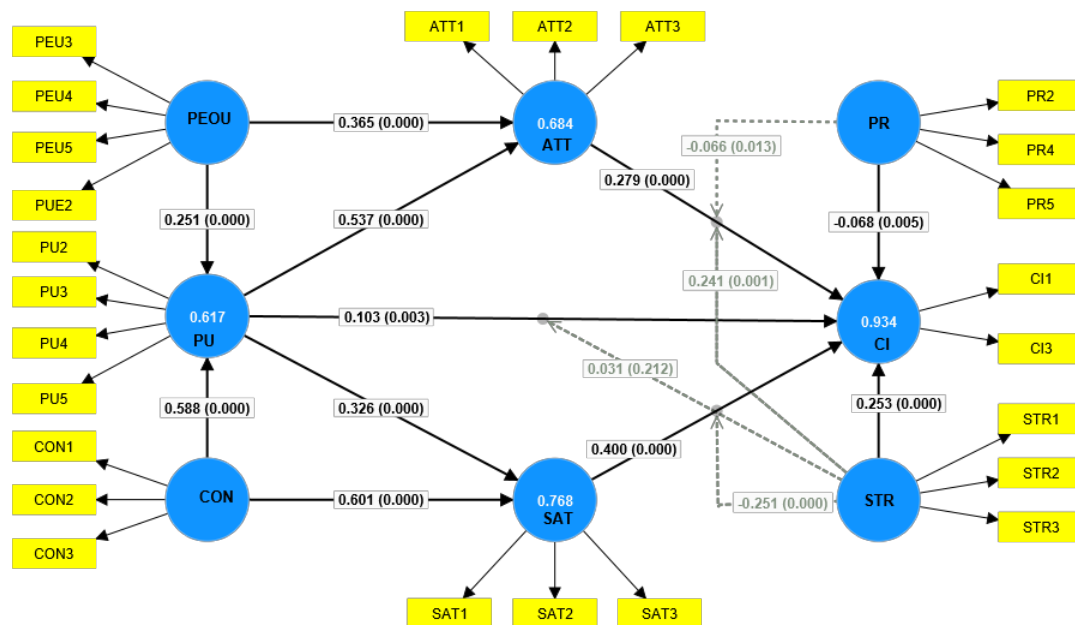 ATT1
ATT2
ATT3
PEU3
PEU4
PEU5
PUE2
PEOU
0.365 (0.000)
0.684
ATT
-0.066 (0.013)
PR
PR2
PR4
PR5
0.279 (0.000)
0.251 (0.000)
0.537 (0.000)
-0.068 (0.005)
PU2
PU3
PU4
PU5
0.617
PU
0.103 (0.003)
0.241 (0.001)
0.934
CI
CI1
CI3
0.031 (0.212)
0.588 (0.000)
0.326 (0.000)
0.400 (0.000)
0.253 (0.000)
CON1
CON2
CON3
CON
0.601 (0.000)
0.768
SAT
-0.251 (0.000)
STR
STR1
STR2
STR3
SAT1
SAT2
SAT3